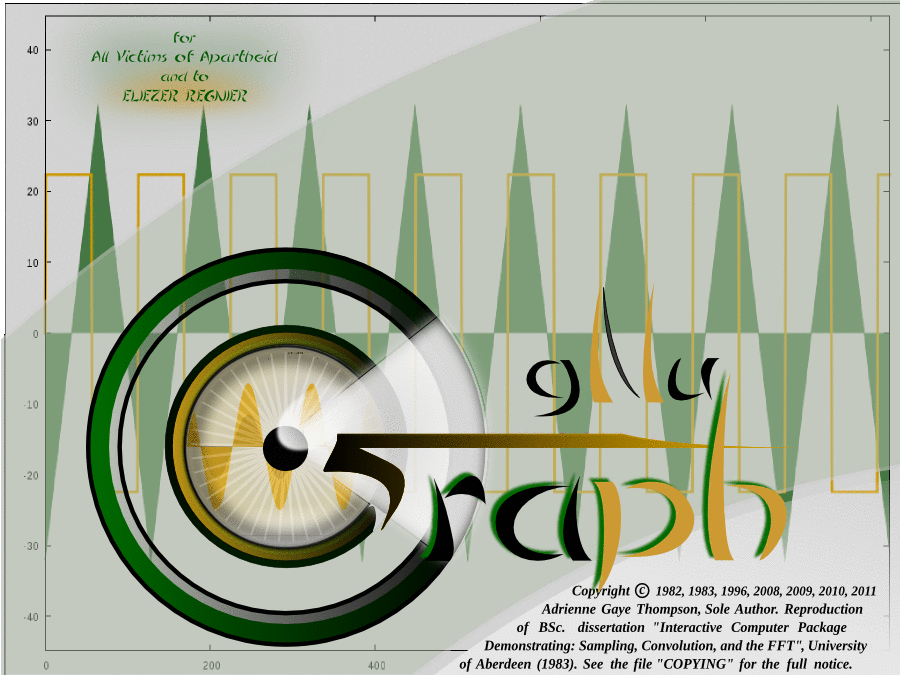 for
All Victims of Apartheid
and to
ELIEZER REGNIER
40
30
20
10
0
-10
-20
-30
-40
0
200
400
gllu
Graph
Copyright © 1982, 1983, 1996, 2008, 2009, 2010, 2011
Adrienne Gaye Thompson, Sole Author. Reproduction
of BSc. dissertation "Interactive Computer Package
Demonstrating: Sampling, Convolution, and the FFT", University
of Aberdeen (1983). See the file "COPYING" for the full notice.